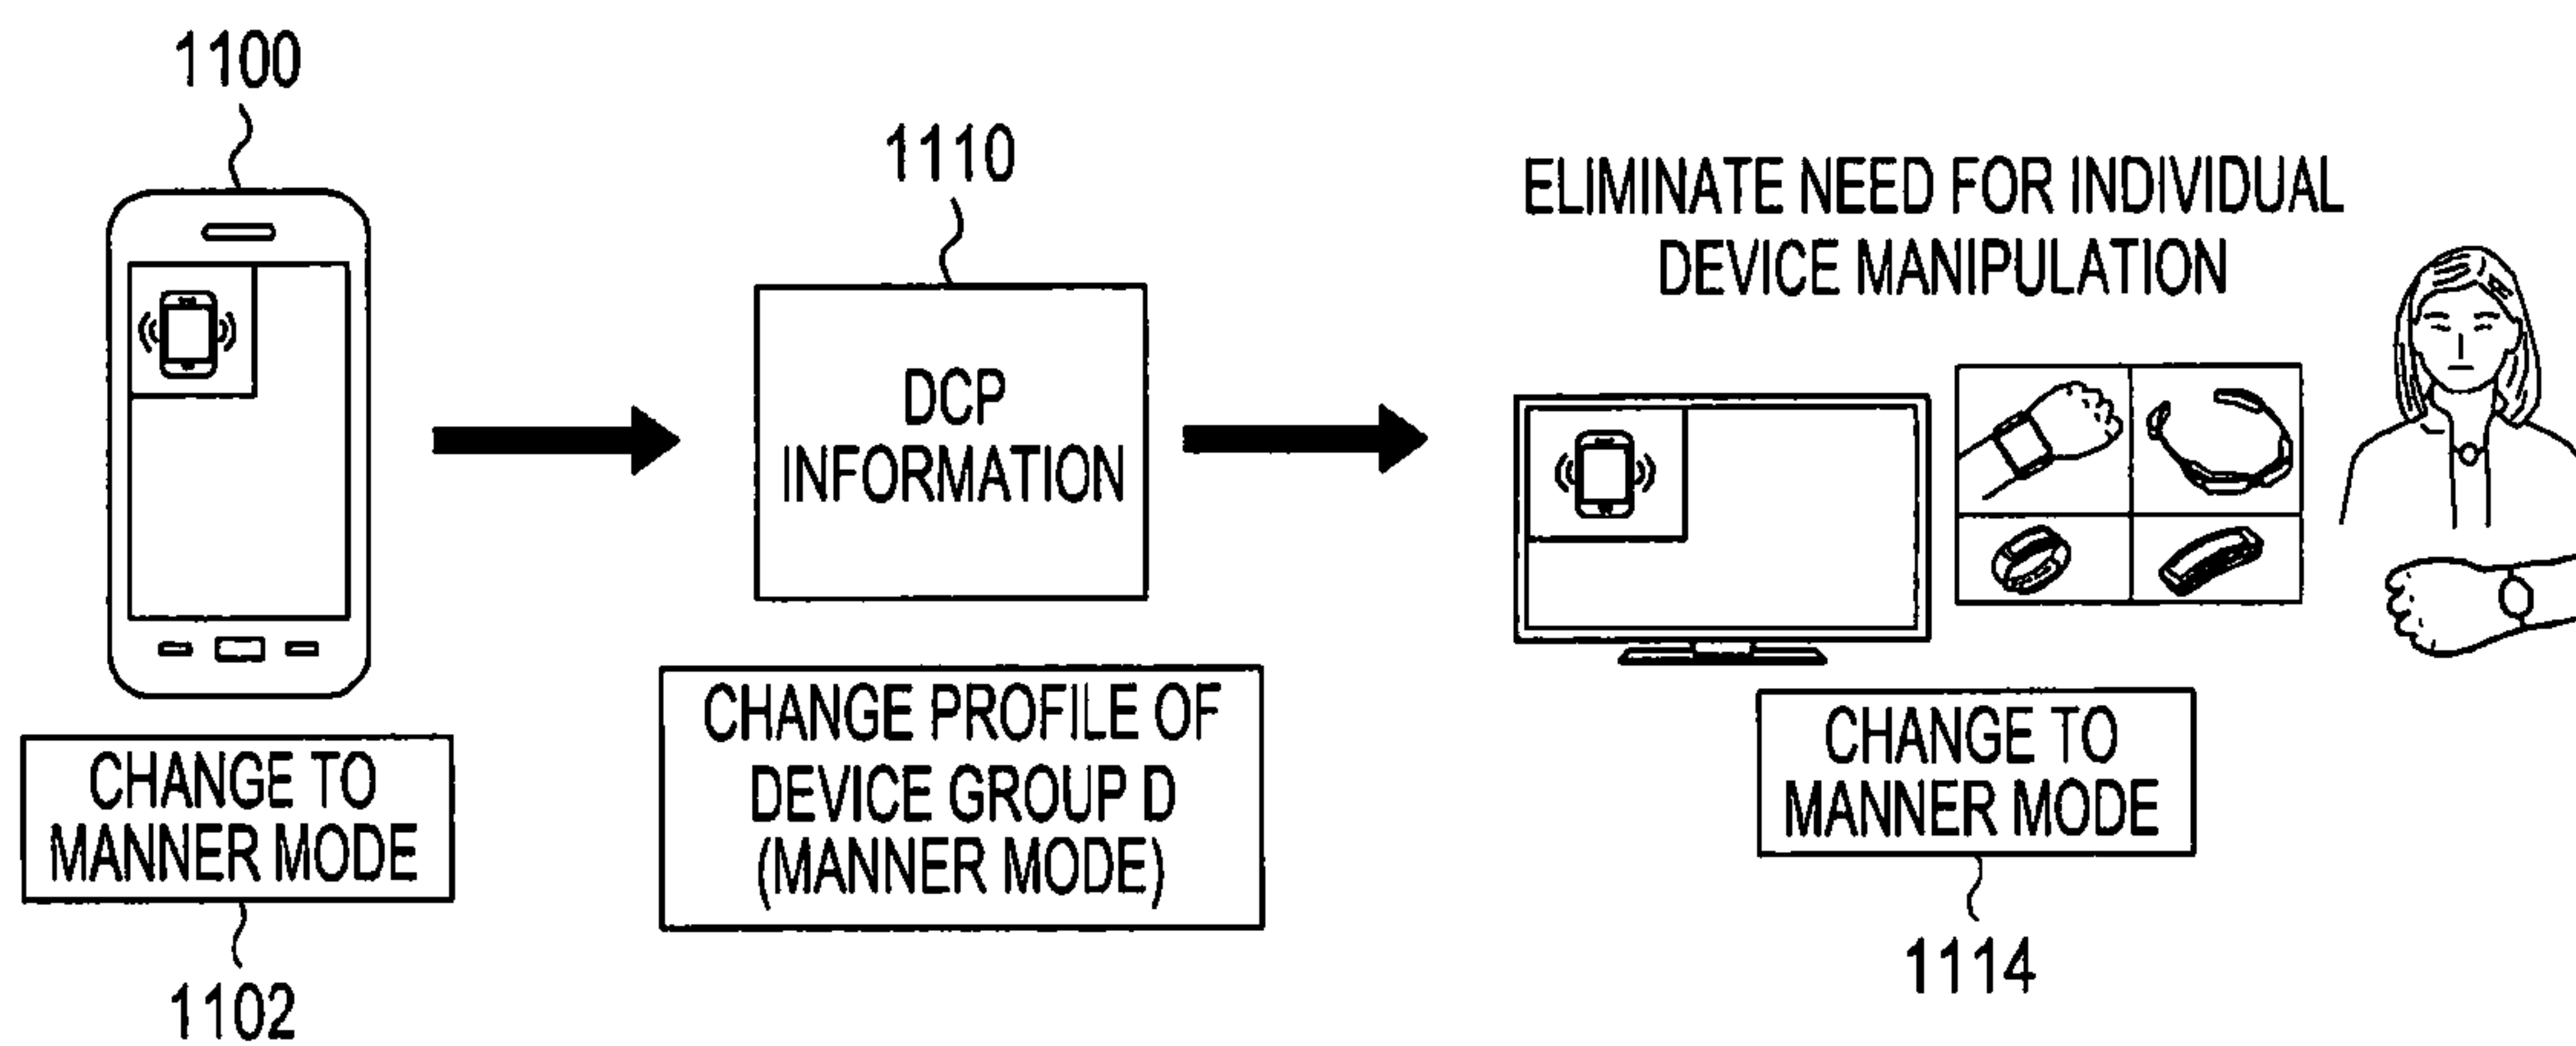 1100
1110
ELIMINATE NEED FOR INDIVIDUAL
DEVICE MANIPULATION
DCP
INFORMATION
CHANGE TO
MANNER MODE
1102
CHANGE PROFILE OF
DEVICE GROUP D
(MANNER MODE)
CHANGE TO
MANNER MODE
1114